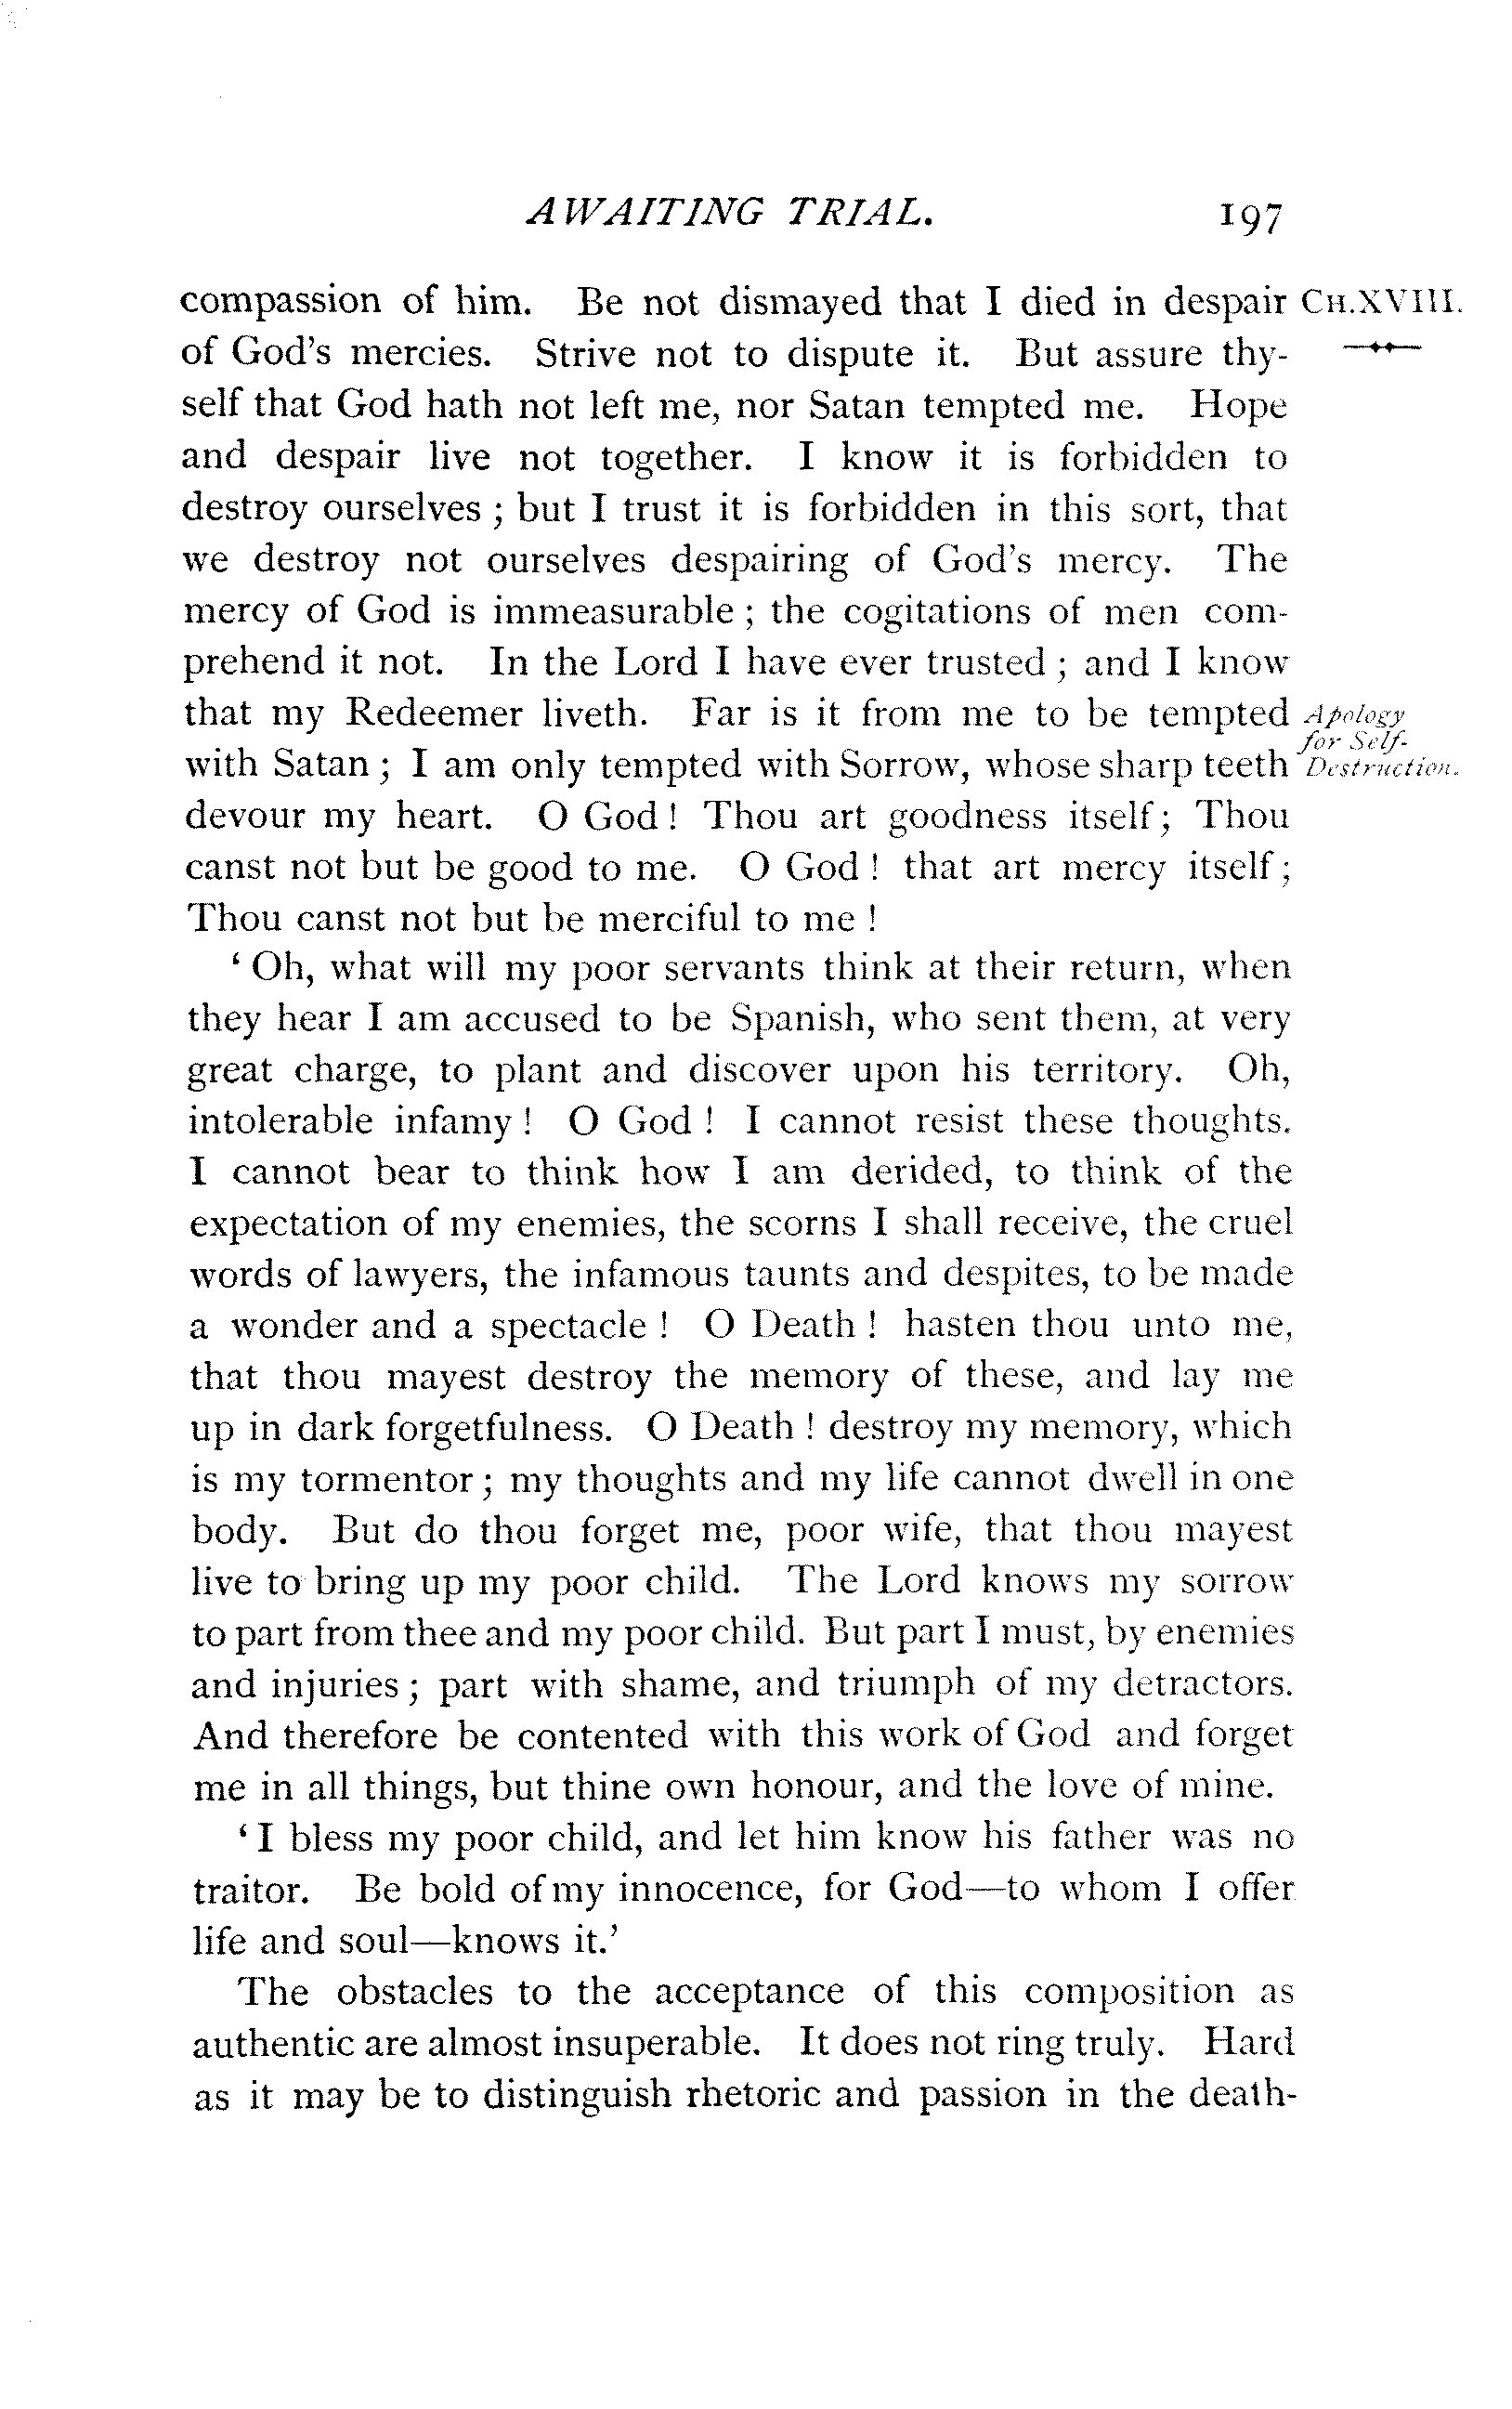 AWAITING TRIAL. 197
compassion of him. Be not dismayed that I died in despair CH. XVIII.
of God's mercies. Strive not to dispute it. But assure thy-
self that God hath not left me, nor Satan tempted me. Hope
and despair live not together. I know it is forbidden to
destroy ourselves ; but I trust it is forbidden in this sort, that
we destroy not ourselves despairing of God's mercy. The
mercy of God is immeasurable ; the cogitations of men com-
prehend it not. In the Lord I have ever trusted ; and I know
that my Redeemer liveth. Far is it from me to be tempted
with Satan ; I am only tempted with Sorrow, whose sharp teeth
devour my heart. O God ! Thou art goodness itself ; Thou
canst not but be good to me. O God ! that art mercy itself ;
Thou canst not but be merciful to me !
Apology
for Self-
Destruction.
‘ Oh, what will my poor servants think at their return, when
they hear I am accused to be Spanish, who sent them, at very
great charge, to plant and discover upon his territory. Oh,
intolerable infamy ! O God ! I cannot resist these thoughts.
I cannot bear to think how I am derided, to think of the
expectation of my enemies, the scorns I shall receive, the cruel
words of lawyers, the infamous taunts and despites, to be made
a wonder and a spectacle ! O Death ! hasten thou unto me,
that thou mayest destroy the memory of these, and lay me
up in dark forgetfulness. O Death ! destroy my memory, which
is my tormentor ; my thoughts and my life cannot dwell in one
body. But do thou forget me, poor wife, that thou mayest
live to bring up my poor child. The Lord knows my sorrow
to part from thee and my poor child. But part I must, by enemies
and injuries ; part with shame, and triumph of my detractors.
And therefore be contented with this work of God and forget
me in all things, but thine own honour, and the love of mine.
‘ I bless my poor child, and let him know his father was no
traitor. Be bold of my innocence, for God—to whom I offer
life and soul—knows it.’
The obstacles to the acceptance of this composition as
authentic are almost insuperable. It does not ring truly. Hard
as it may be to distinguish rhetoric and passion in the death-